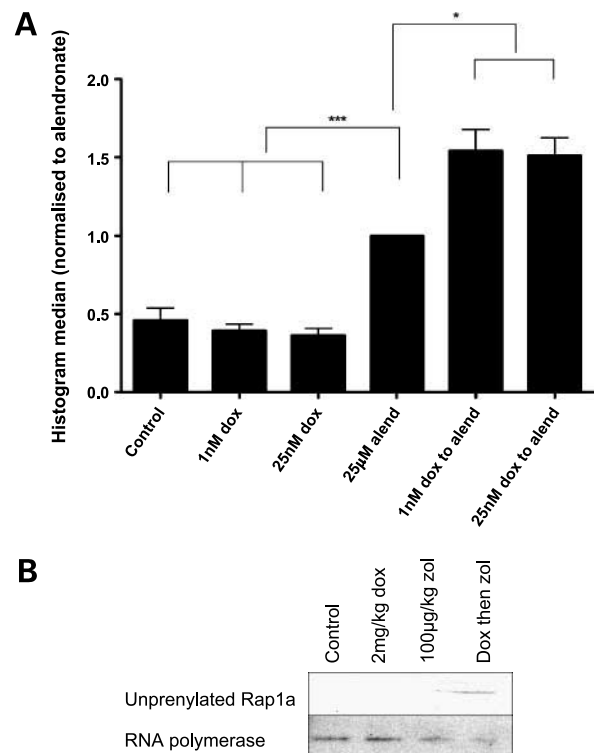 A
*
***
Histogram median (normalised to alendronate)
2.0
1.5
1.0
0.5
0.0
Control
1nM dox
25nM dox
25µM alend
1nM dox to alend
25nM dox to alend
B
Control
2mg/kg dox
100µg/kg zol
Dox then zol
Unprenylated Rap1a
RNA polymerase